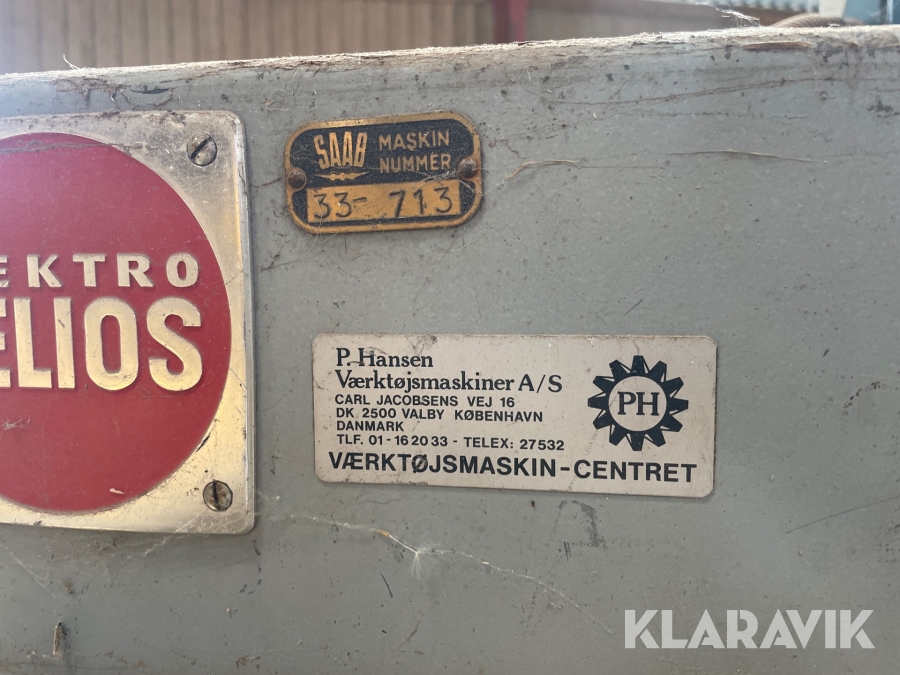 EKTRO
ELIOS
SAAB MASKIN
NUMMER
33-713
P. Hansen
Værktøjsmaskiner A/S
CARL JACOBSENS VEJ 16
DK 2500 VALBY KØBENHAVN
DANMARK
TLF. 01-16 20 33 - TELEX: 27532
VÆRKTØJSMASKIN-CENTRET
PH
KLARAVIK